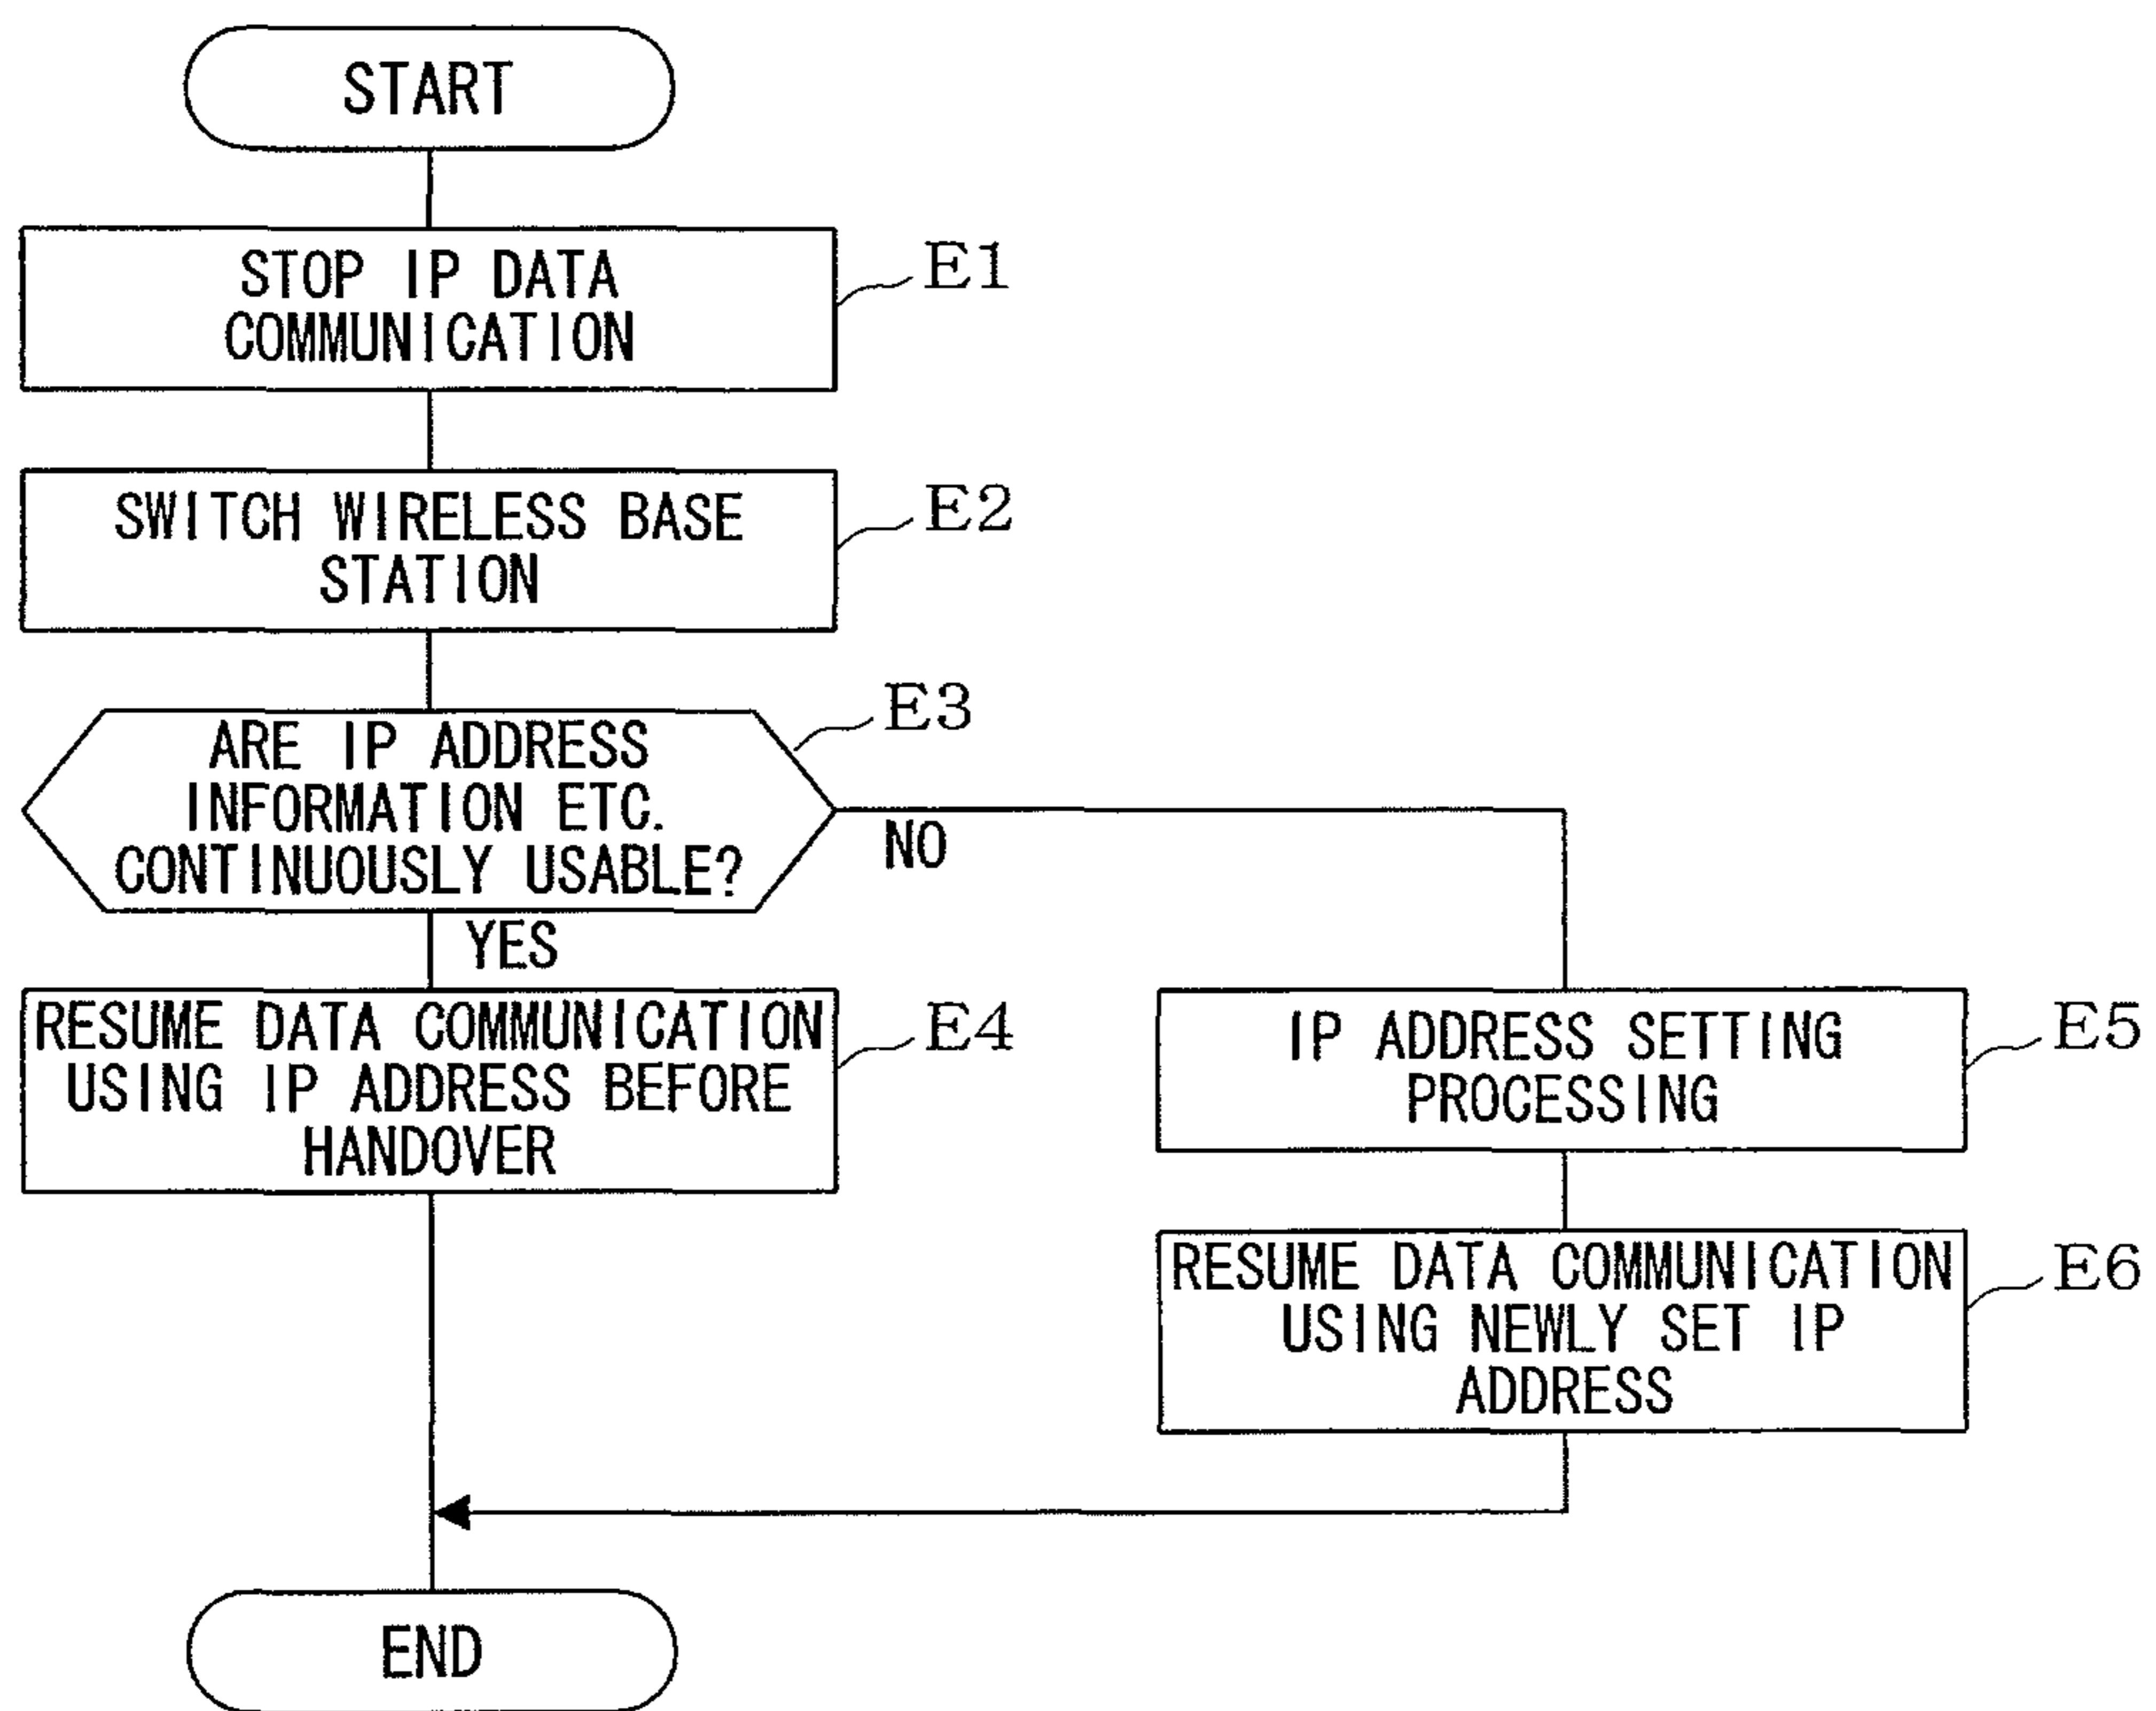 START
STOP IP DATA
COMMUNICATION
E1
SWITCH WIRELESS BASE
STATION
E2
ARE IP ADDRESS
INFORMATION ETC.
CONTINUOUSLY USABLE?
E3
NO
YES
RESUME DATA COMMUNICATION
USING IP ADDRESS BEFORE
HANDOVER
E4
IP ADDRESS SETTING
PROCESSING
E5
RESUME DATA COMMUNICATION
USING NEWLY SET IP
ADDRESS
E6
END